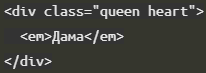 <div class="queen heart">
<em>Дама</em>
</div>